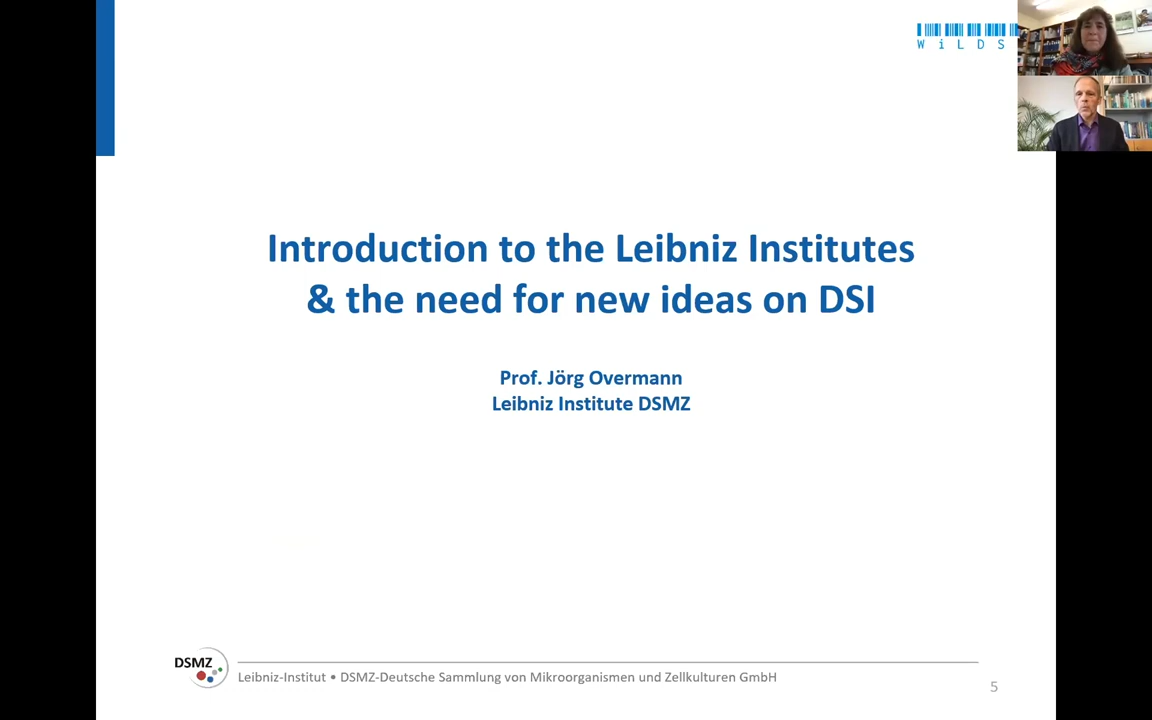 WiLDS
Introduction to the Leibniz Institutes
& the need for new ideas on DSI
Prof. Jörg Overmann
Leibniz Institute DSMZ
DSMZ
Leibniz-Institut • DSMZ-Deutsche Sammlung von Mikroorganismen und Zellkulturen GmbH
5